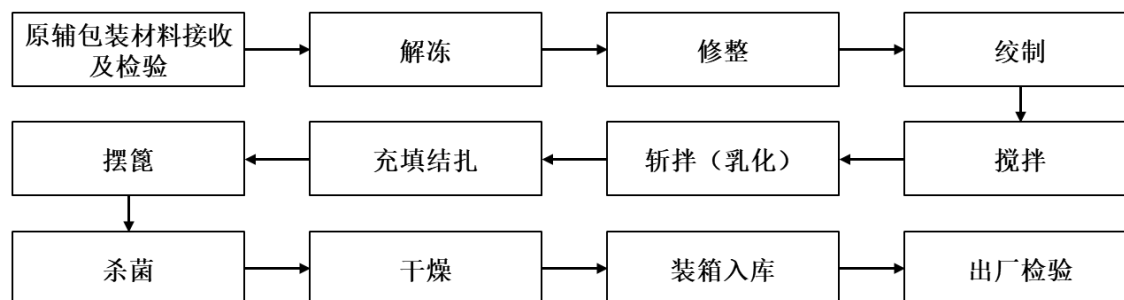 原辅包装材料接收
及检验
解冻
修整
绞制
搅拌
斩拌（乳化）
充填结扎
摆篦
杀菌
干燥
装箱入库
出厂检验